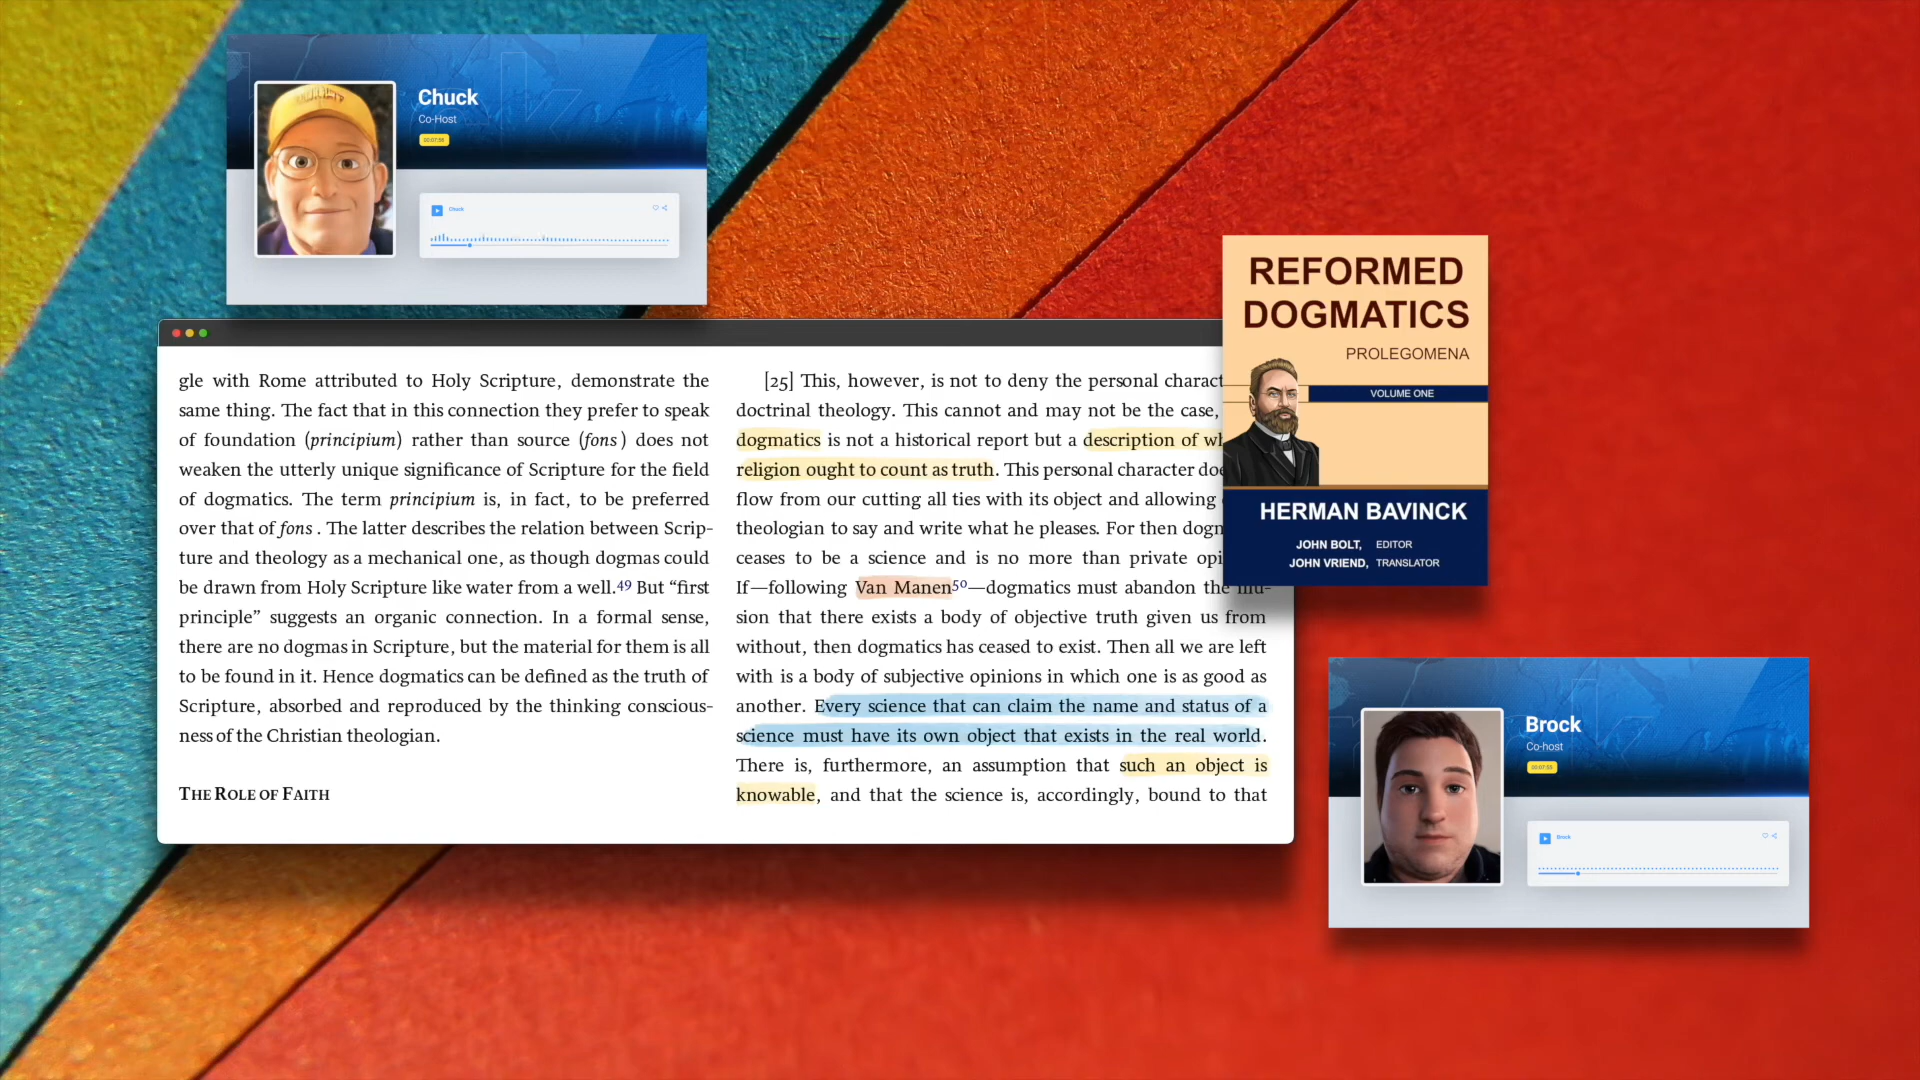 Chuck
Co-Host
00:07:58
Chuck
gle with Rome attributed to Holy Scripture, demonstrate the
same thing. The fact that in this connection they prefer to speak
of foundation (principium) rather than source (fons) does not
weaken the utterly unique significance of Scripture for the field
of dogmatics. The term principium is, in fact, to be preferred
over that of fons. The latter describes the relation between Scrip-
ture and theology as a mechanical one, as though dogmas could
be drawn from Holy Scripture like water from a well.49 But “first
principle” suggests an organic connection. In a formal sense,
there are no dogmas in Scripture, but the material for them is all
to be found in it. Hence dogmatics can be defined as the truth of
Scripture, absorbed and reproduced by the thinking conscious-
ness of the Christian theologian.
THE ROLE OF FAITH
[25] This, however, is not to deny the personal charact
doctrinal theology. This cannot and may not be the case,
dogmatics is not a historical report but a description of wh
religion ought to count as truth. This personal character doe
flow from our cutting all ties with its object and allowing
theologian to say and write what he pleases. For then dogn
ceases to be a science and is no more than private opi
If—following Van Manen50—dogmatics must abandon the illu-
sion that there exists a body of objective truth given us from
without, then dogmatics has ceased to exist. Then all we are left
with is a body of subjective opinions in which one is as good as
another. Every science that can claim the name and status of a
science must have its own object that exists in the real world.
There is, furthermore, an assumption that such an object is
knowable, and that the science is, accordingly, bound to that
REFORMED
DOGMATICS
PROLEGOMENA
VOLUME ONE
HERMAN BAVINCK
JOHN BOLT, EDITOR
JOHN VRIEND, TRANSLATOR
Brock
Co-host
Brock